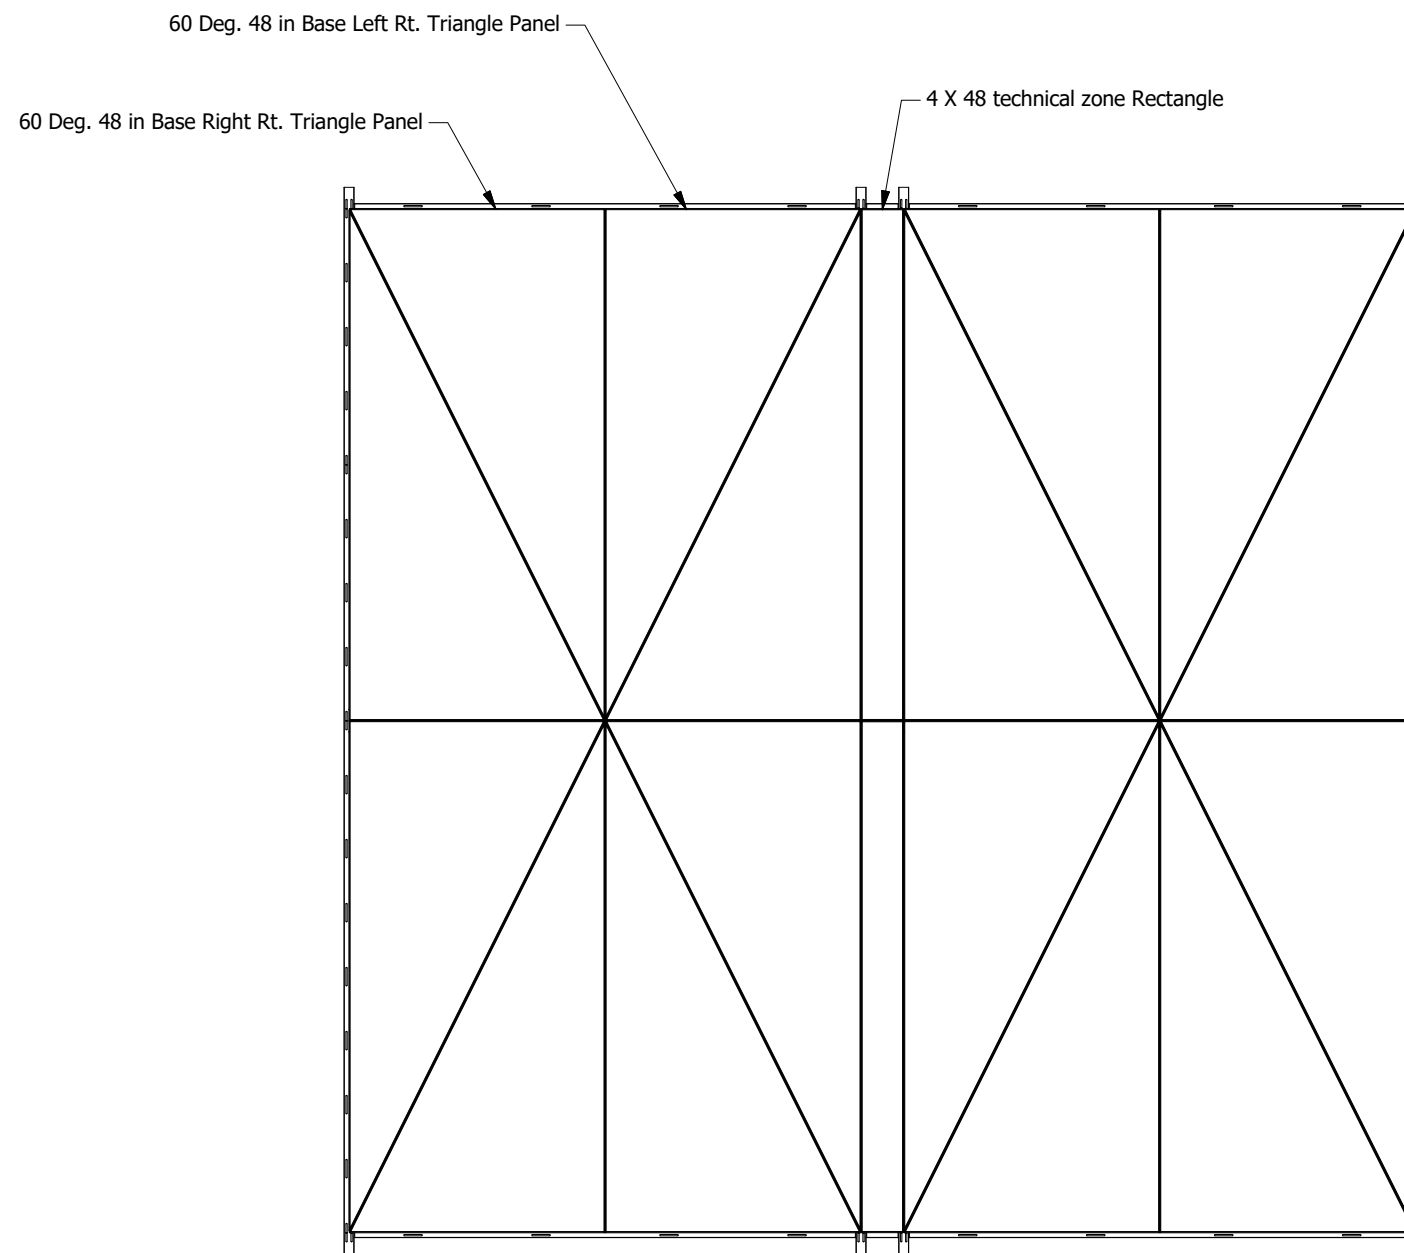 60 Deg. 48 in Base Left Rt. Triangle Panel
4 X 48 technical zone Rectangle
60 Deg. 48 in Base Right Rt. Triangle Panel